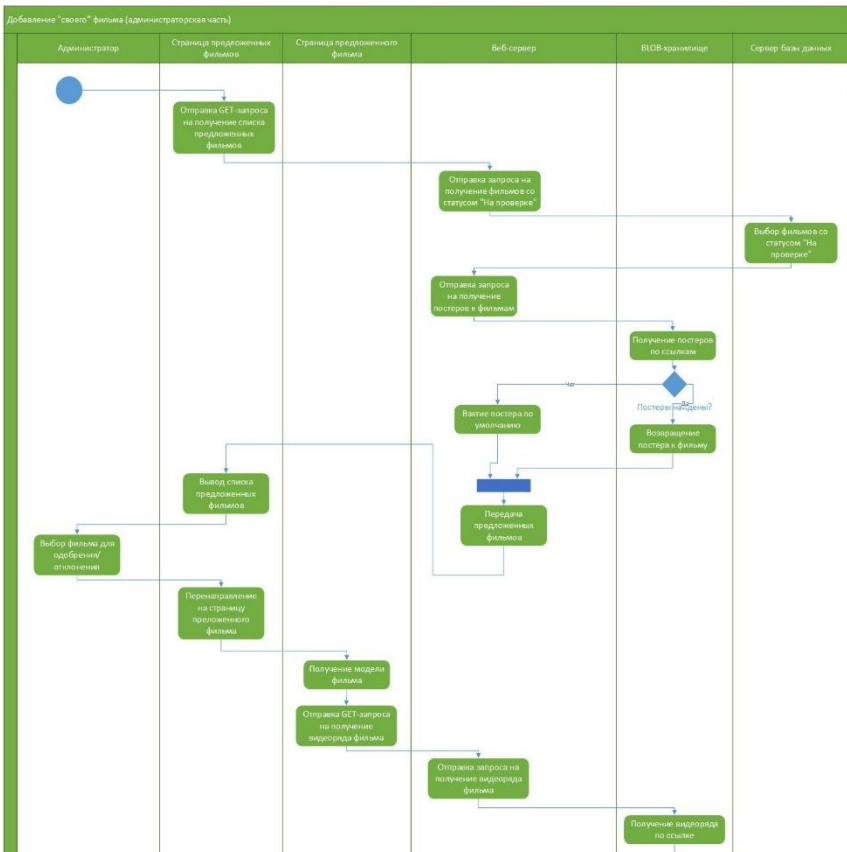 Добавление "своего" фильма (администраторская часть)
Администратор
Страница предложенных
фильмов
Страница предложенного
фильма
Веб-сервер
BLOB-хранилище
Сервер базы данных
Отправка GET-запроса
на получение списка
предложенных
фильмов
Отправка запроса на
получение фильмов со
статусом "На проверке"
Выбор фильмов со
статусом "На
проверке"
Отправка запроса
на получение
постеров к фильмам
Получение постеров
по ссылкам
Нет
Да
Постеры найдены?
Взятие постера по
умолчанию
Возвращение
постера к фильму
Вывод списка
предложенных
фильмов
Передача
предложенных
фильмов
Выбор фильма для
одобрения/
отклонения
Перенаправление
на страницу
преложенного
фильма
Получение модели
фильма
Отправка GET-запроса
на получение
видеоряда фильма
Отправка запроса на
получение видеоряда
фильма
Получение видеоряда
по ссылке